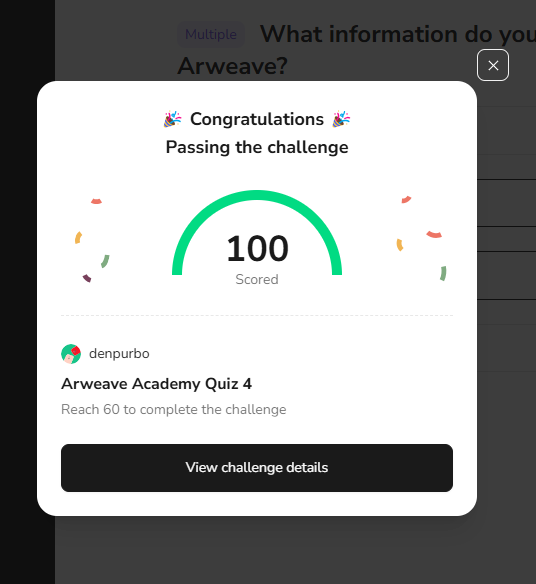 Multiple What information do you
Arweave?
🎉 Congratulations 🎉
Passing the challenge
100
Scored
denpurbo
Arweave Academy Quiz 4
Reach 60 to complete the challenge
View challenge details